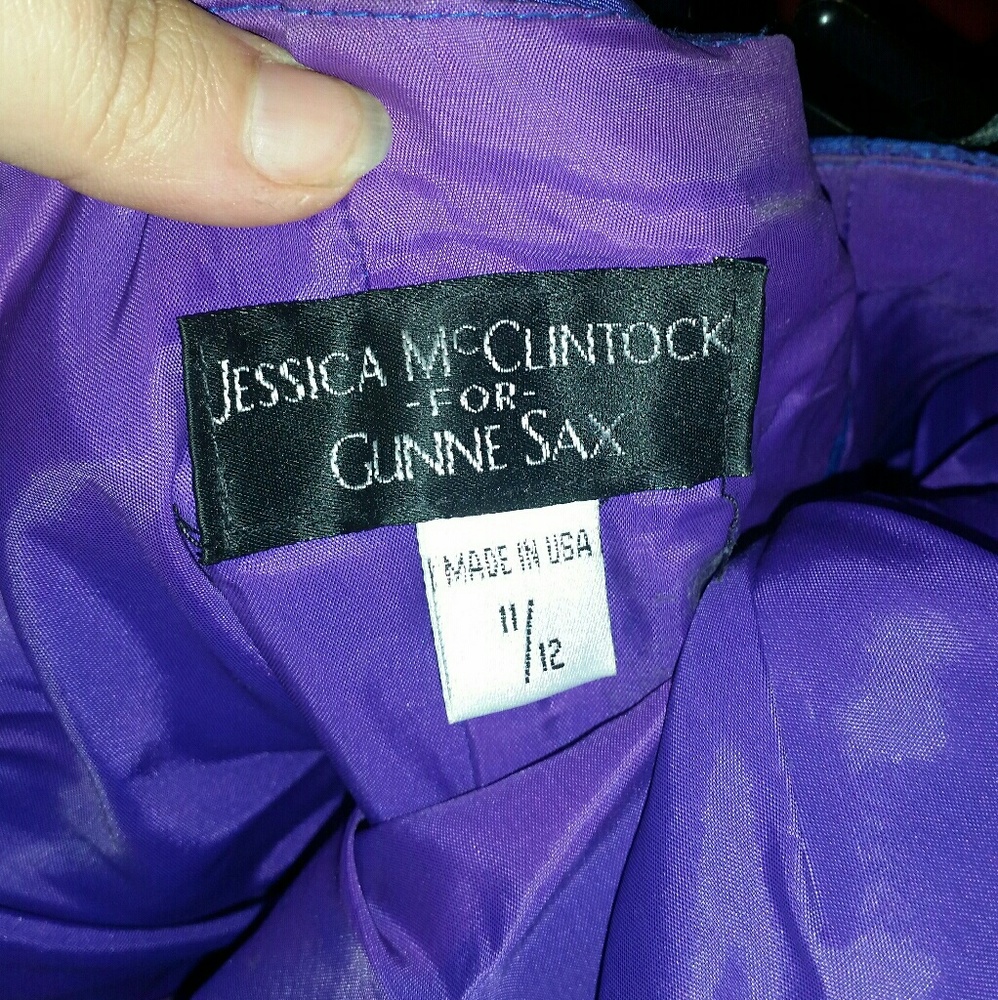 JESSICA McCLINTOCK
-FOR-
GUNNE SAX
MADE IN USA
11/12